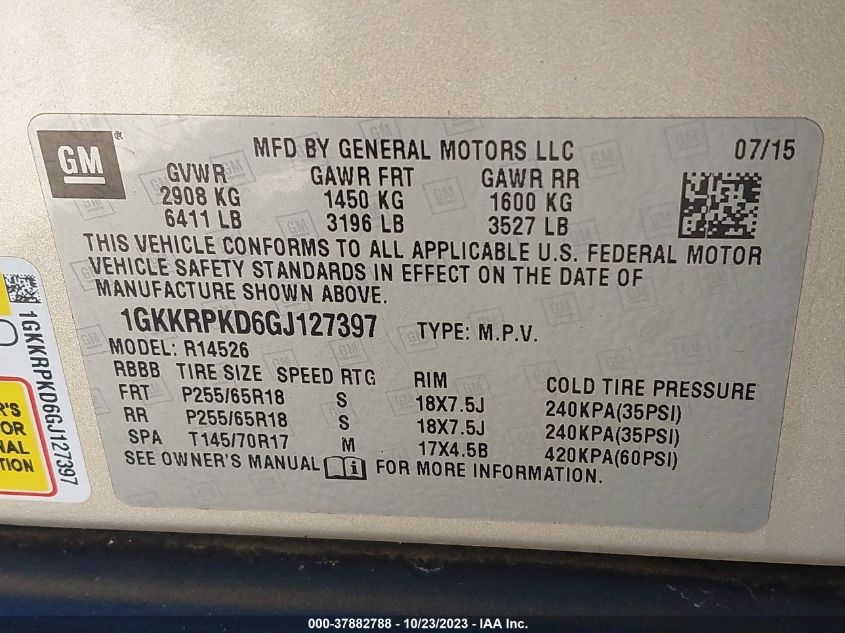 GM
MFD BY GENERAL MOTORS LLC 07/15
GVWR GAWR FRT GAWR RR
2908 KG 1450 KG 1600 KG
6411 LB 3196 LB 3527 LB
THIS VEHICLE CONFORMS TO ALL APPLICABLE U.S. FEDERAL MOTOR
VEHICLE SAFETY STANDARDS IN EFFECT ON THE DATE OF
MANUFACTURE SHOWN ABOVE.
1GKKRPKD6GJ127397 TYPE: M.P.V.
MODEL: R14526
RBBB TIRE SIZE SPEED RTG RIM COLD TIRE PRESSURE
FRT P255/65R18 S 18X7.5J 240KPA(35PSI)
RR P255/65R18 S 18X7.5J 240KPA(35PSI)
SPA T145/70R17 M 17X4.5B 420KPA(60PSI)
SEE OWNER'S MANUAL FOR MORE INFORMATION.
1GKKRPKD6GJ127397
R'S
OR
NAL
TION
000-37882788 - 10/23/2023 - IAA Inc.